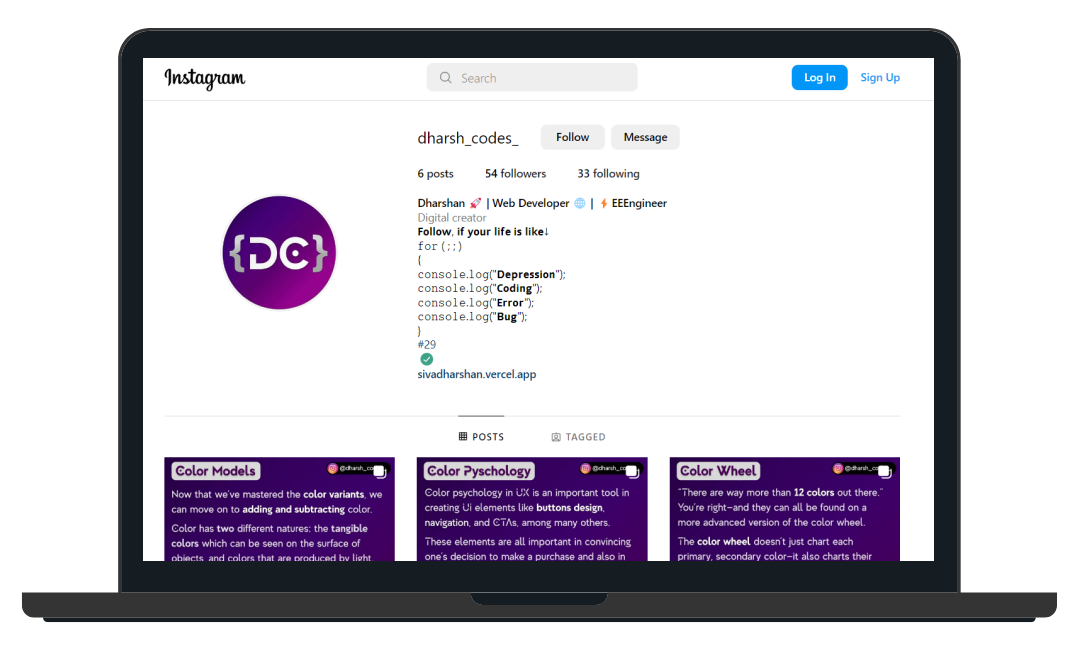 Instagram
Search
Log In
Sign Up
dharsh_codes_
Follow
Message
6 posts
54 followers
33 following
Dharshan 🚀 | Web Developer 🌐 | ⚡ EEEngineer
Digital creator
Follow, if your life is like↓
for (;;)
{
console.log("Depression");
console.log("Coding");
console.log("Error");
console.log("Bug");
}
#29
✅
sivadharshan.vercel.app
{DC}
POSTS
TAGGED
Color Models
@dharsh_co
Now that we've mastered the color variants, we
can move on to adding and subtracting color.
Color has two different natures: the tangible
colors which can be seen on the surface of
objects, and colors that are produced by light,
Color Pyschology
@dharsh_co
Color psychology in UX is an important tool in
creating Ui elements like buttons design,
navigation, and CTAs, among many others.
These elements are all important in convincing
one's decision to make a purchase and also in
Color Wheel
@dharsh_co
"There are way more than 12 colors out there."
You're right—and they can all be found on a
more advanced version of the color wheel.
The color wheel doesn't just chart each
primary, secondary color—it also charts their